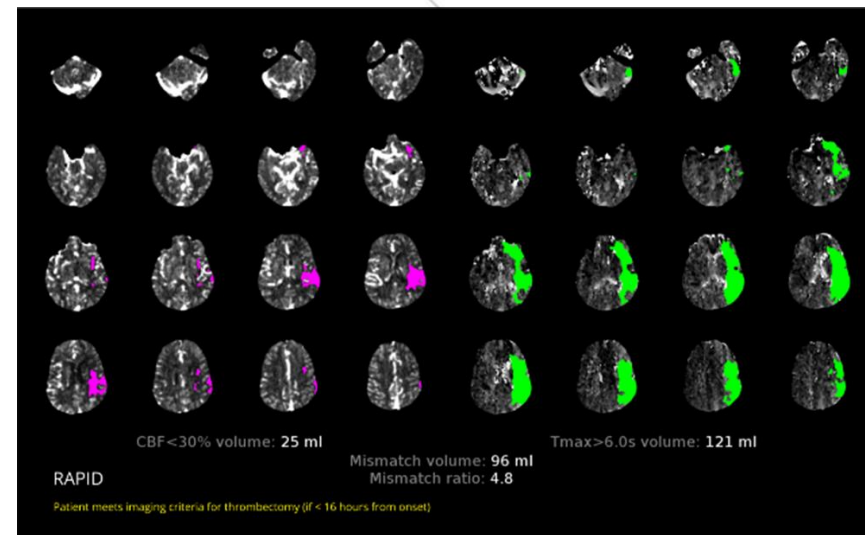 CBF<30% volume: 25 ml
Tmax>6.0s volume: 121 ml
Mismatch volume: 96 ml
Mismatch ratio: 4.8
RAPID
Patient meets imaging criteria for thrombectomy (if < 16 hours from onset)